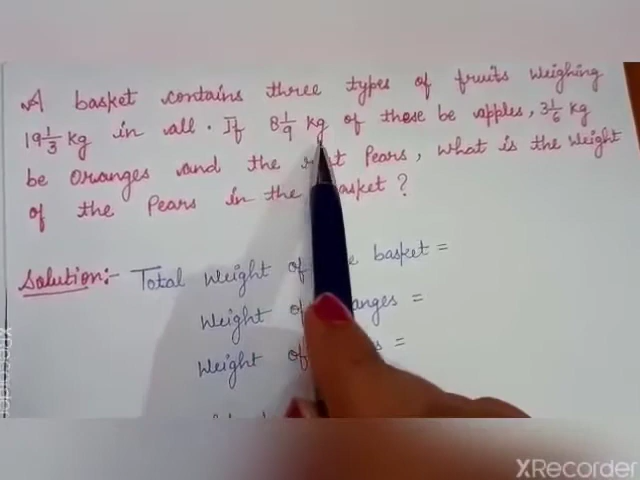 A basket contains three types of fruits weighing
19 1/3 kg in all. If 8 1/9 kg of these be apples, 3 1/6 kg
be oranges and the Pears, what is the weight
of the Pears in the basket?
Solution:- Total weight of basket =
weight of =
weight of =
XRecorder